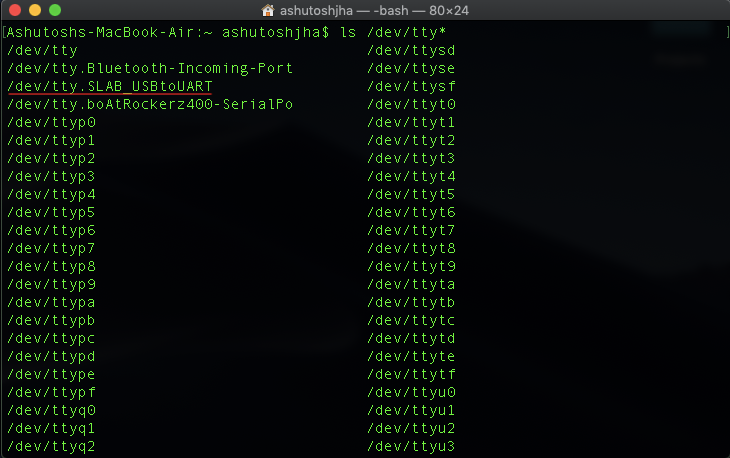 ashutoshjha — -bash — 80×24
[Ashutoshs-MacBook-Air:~ ashutoshjha$ ls /dev/tty* ]
/dev/tty /dev/ttysd
/dev/tty.Bluetooth-Incoming-Port /dev/ttyse
/dev/tty.SLAB_USBtoUART /dev/ttysf
/dev/tty.boAtRockerz400-SerialPo /dev/ttyt0
/dev/ttyp0 /dev/ttyt1
/dev/ttyp1 /dev/ttyt2
/dev/ttyp2 /dev/ttyt3
/dev/ttyp3 /dev/ttyt4
/dev/ttyp4 /dev/ttyt5
/dev/ttyp5 /dev/ttyt6
/dev/ttyp6 /dev/ttyt7
/dev/ttyp7 /dev/ttyt8
/dev/ttyp8 /dev/ttyt9
/dev/ttyp9 /dev/ttyta
/dev/ttypa /dev/ttytb
/dev/ttypb /dev/ttytc
/dev/ttypc /dev/ttytd
/dev/ttypd /dev/ttyte
/dev/ttype /dev/ttytf
/dev/ttypf /dev/ttyu0
/dev/ttyq0 /dev/ttyu1
/dev/ttyq1 /dev/ttyu2
/dev/ttyq2 /dev/ttyu3